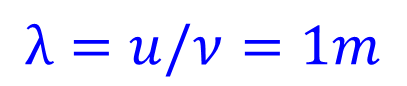 λ = u/ν = 1m